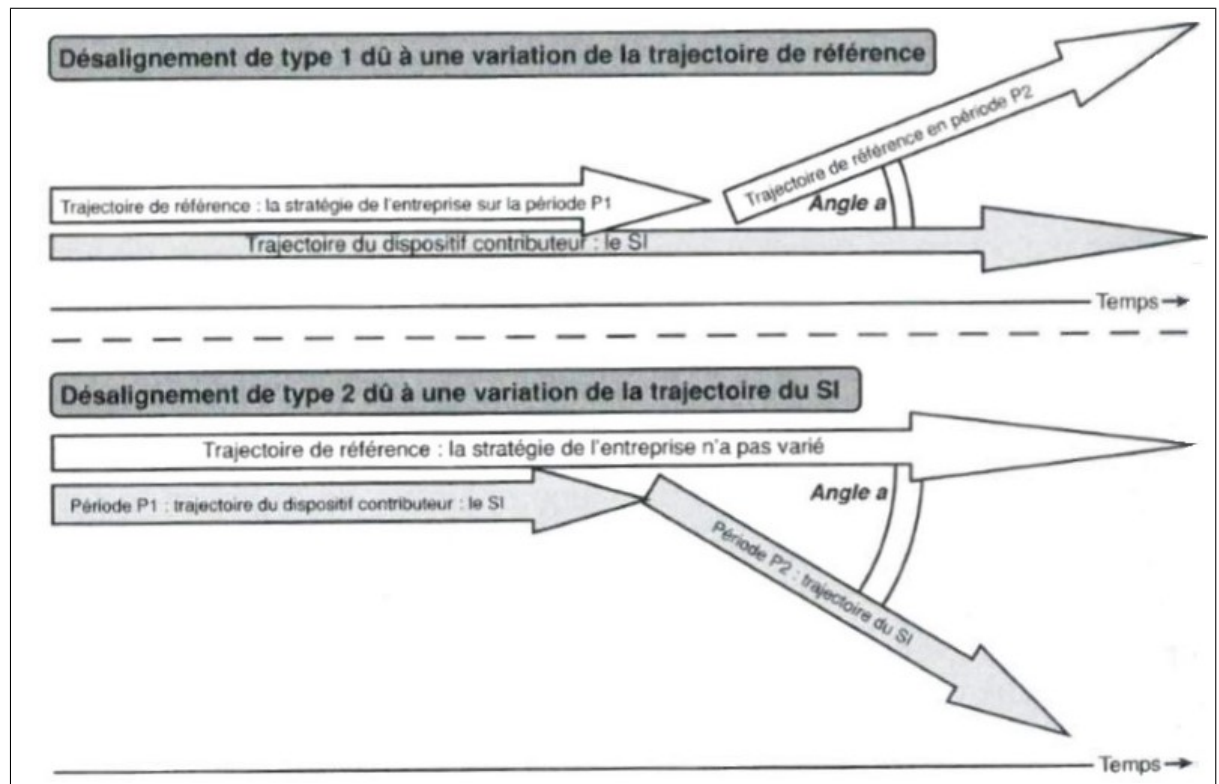 Désalignement de type 1 dû à une variation de la trajectoire de référence
Trajectoire de référence en période P2
Trajectoire de référence : la stratégie de l'entreprise sur la période P1
Angle a
Trajectoire du dispositif contributeur : le SI
Temps
Désalignement de type 2 dû à une variation de la trajectoire du SI
Trajectoire de référence : la stratégie de l'entreprise n'a pas varié
Période P1 : trajectoire du dispositif contributeur : le SI
Angle a
Période P2 : trajectoire du SI
Temps